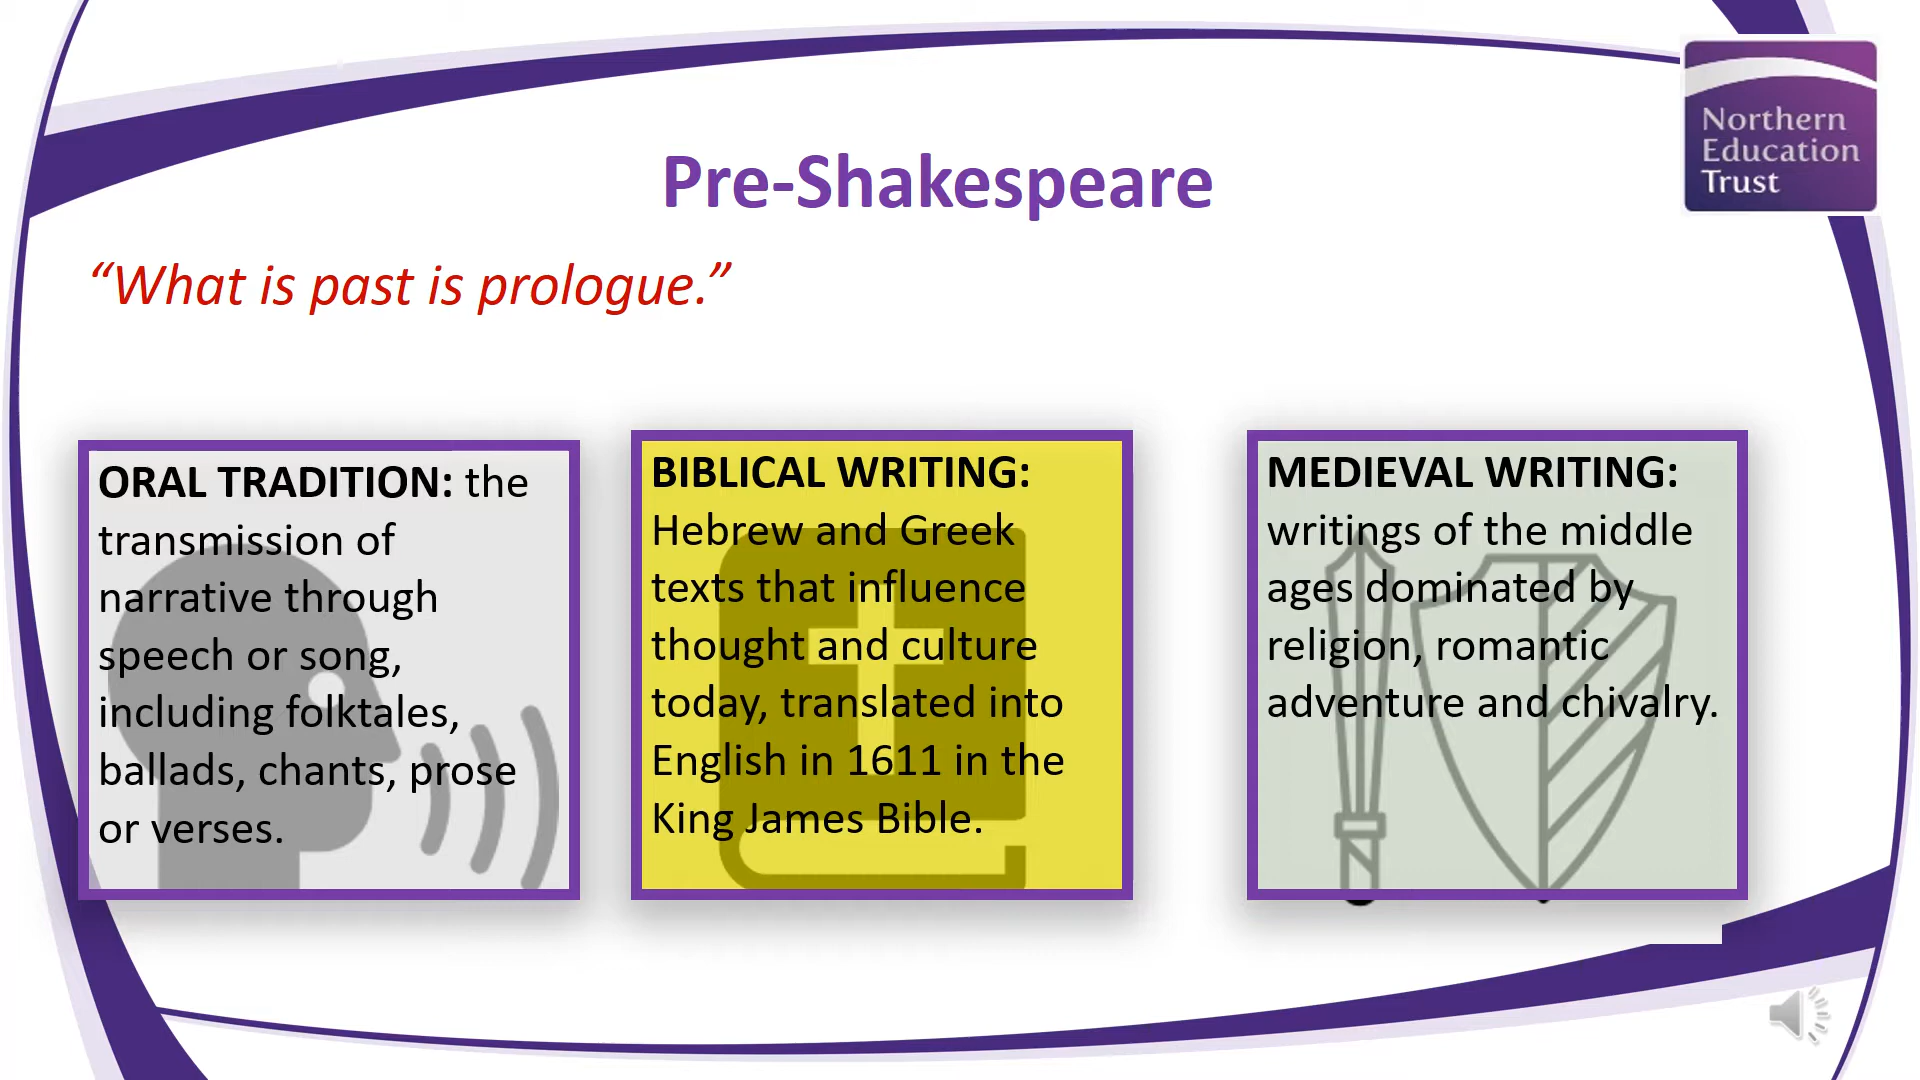 Northern
Education
Trust
Pre-Shakespeare
“What is past is prologue.”
ORAL TRADITION: the
transmission of
narrative through
speech or song,
including folktales,
ballads, chants, prose
or verses.
BIBLICAL WRITING:
Hebrew and Greek
texts that influence
thought and culture
today, translated into
English in 1611 in the
King James Bible.
MEDIEVAL WRITING:
writings of the middle
ages dominated by
religion, romantic
adventure and chivalry.